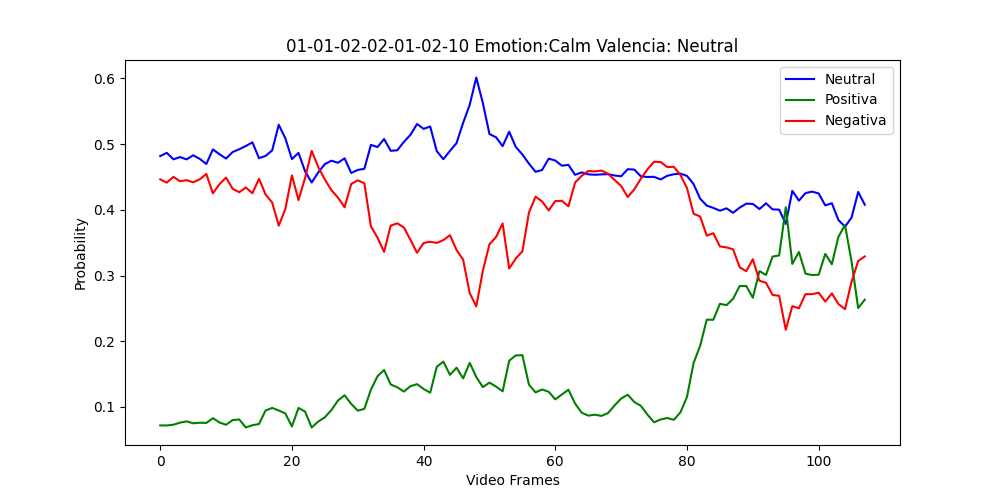 01-01-02-02-01-02-10 Emotion:Calm Valencia: Neutral
Neutral
Positiva
Negativa
Probability
0.6
0.5
0.4
0.3
0.2
0.1
0 20 40 60 80 100
Video Frames